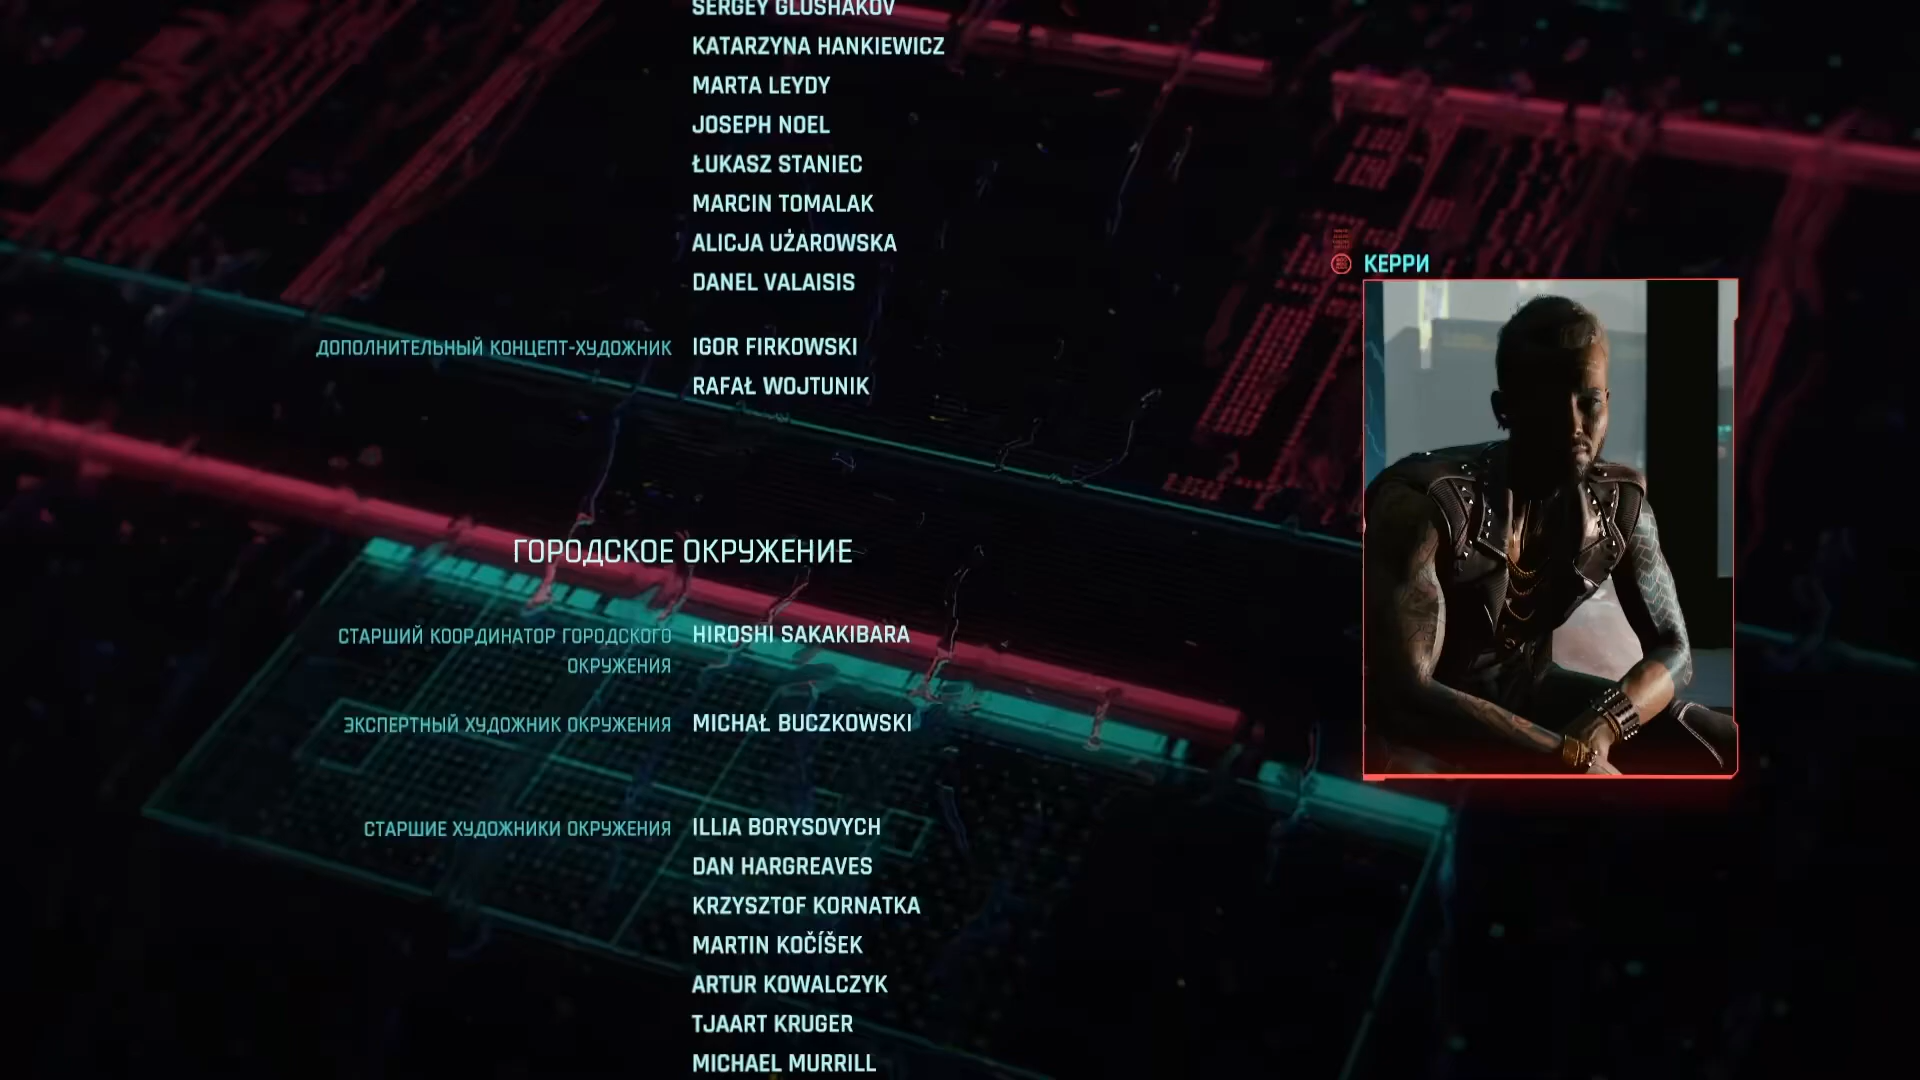 SERGEY GLUSHAKOV
KATARZYNA HANKIEWICZ
MARTA LEYDY
JOSEPH NOEL
ŁUKASZ STANIEC
MARCIN TOMALAK
ALICJA UŻAROWSKA
DANEL VALAISIS
ДОПОЛНИТЕЛЬНЫЙ КОНЦЕПТ-ХУДОЖНИК IGOR FIRKOWSKI
RAFAŁ WOJTUNIK
ГОРОДСКОЕ ОКРУЖЕНИЕ
СТАРШИЙ КООРДИНАТОР ГОРОДСКОГО HIROSHI SAKAKIBARA
ОКРУЖЕНИЯ
ЭКСПЕРТНЫЙ ХУДОЖНИК ОКРУЖЕНИЯ MICHAŁ BUCZKOWSKI
СТАРШИЕ ХУДОЖНИКИ ОКРУЖЕНИЯ ILLIA BORYSOVYCH
DAN HARGREAVES
KRZYSZTOF KORNATKA
MARTIN KOČÍŠEK
ARTUR KOWALCZYK
TJAART KRUGER
MICHAEL MURRILL
КЕРРИ